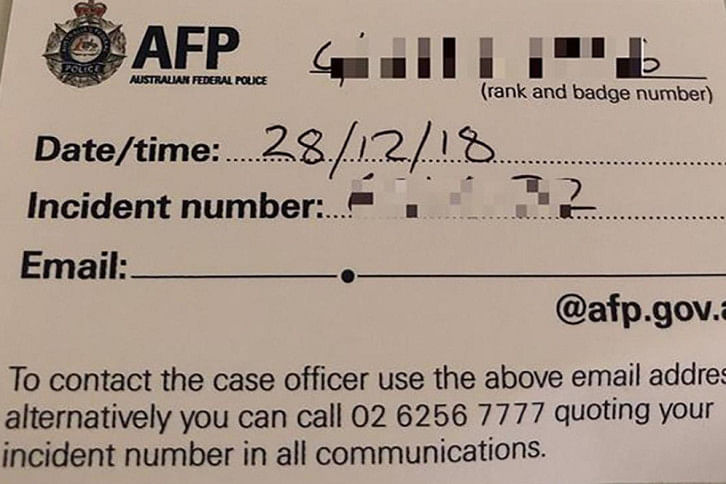 POLICE
AFP
AUSTRALIAN FEDERAL POLICE
(rank and badge number)
Date/time: 28/12/18
Incident number:
Email:
@afp.gov.a
To contact the case officer use the above email addres
alternatively you can call 02 6256 7777 quoting your
incident number in all communications.